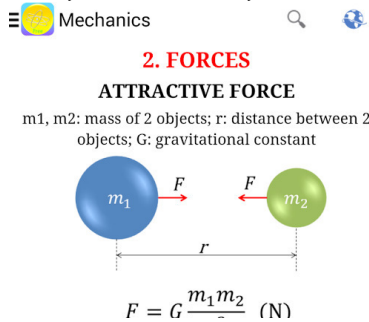 Mechanics
2. FORCES
ATTRACTIVE FORCE
m1, m2: mass of 2 objects; r: distance between 2
objects; G: gravitational constant
F F
m₁ m₂
r
F = G m₁m₂ (N)